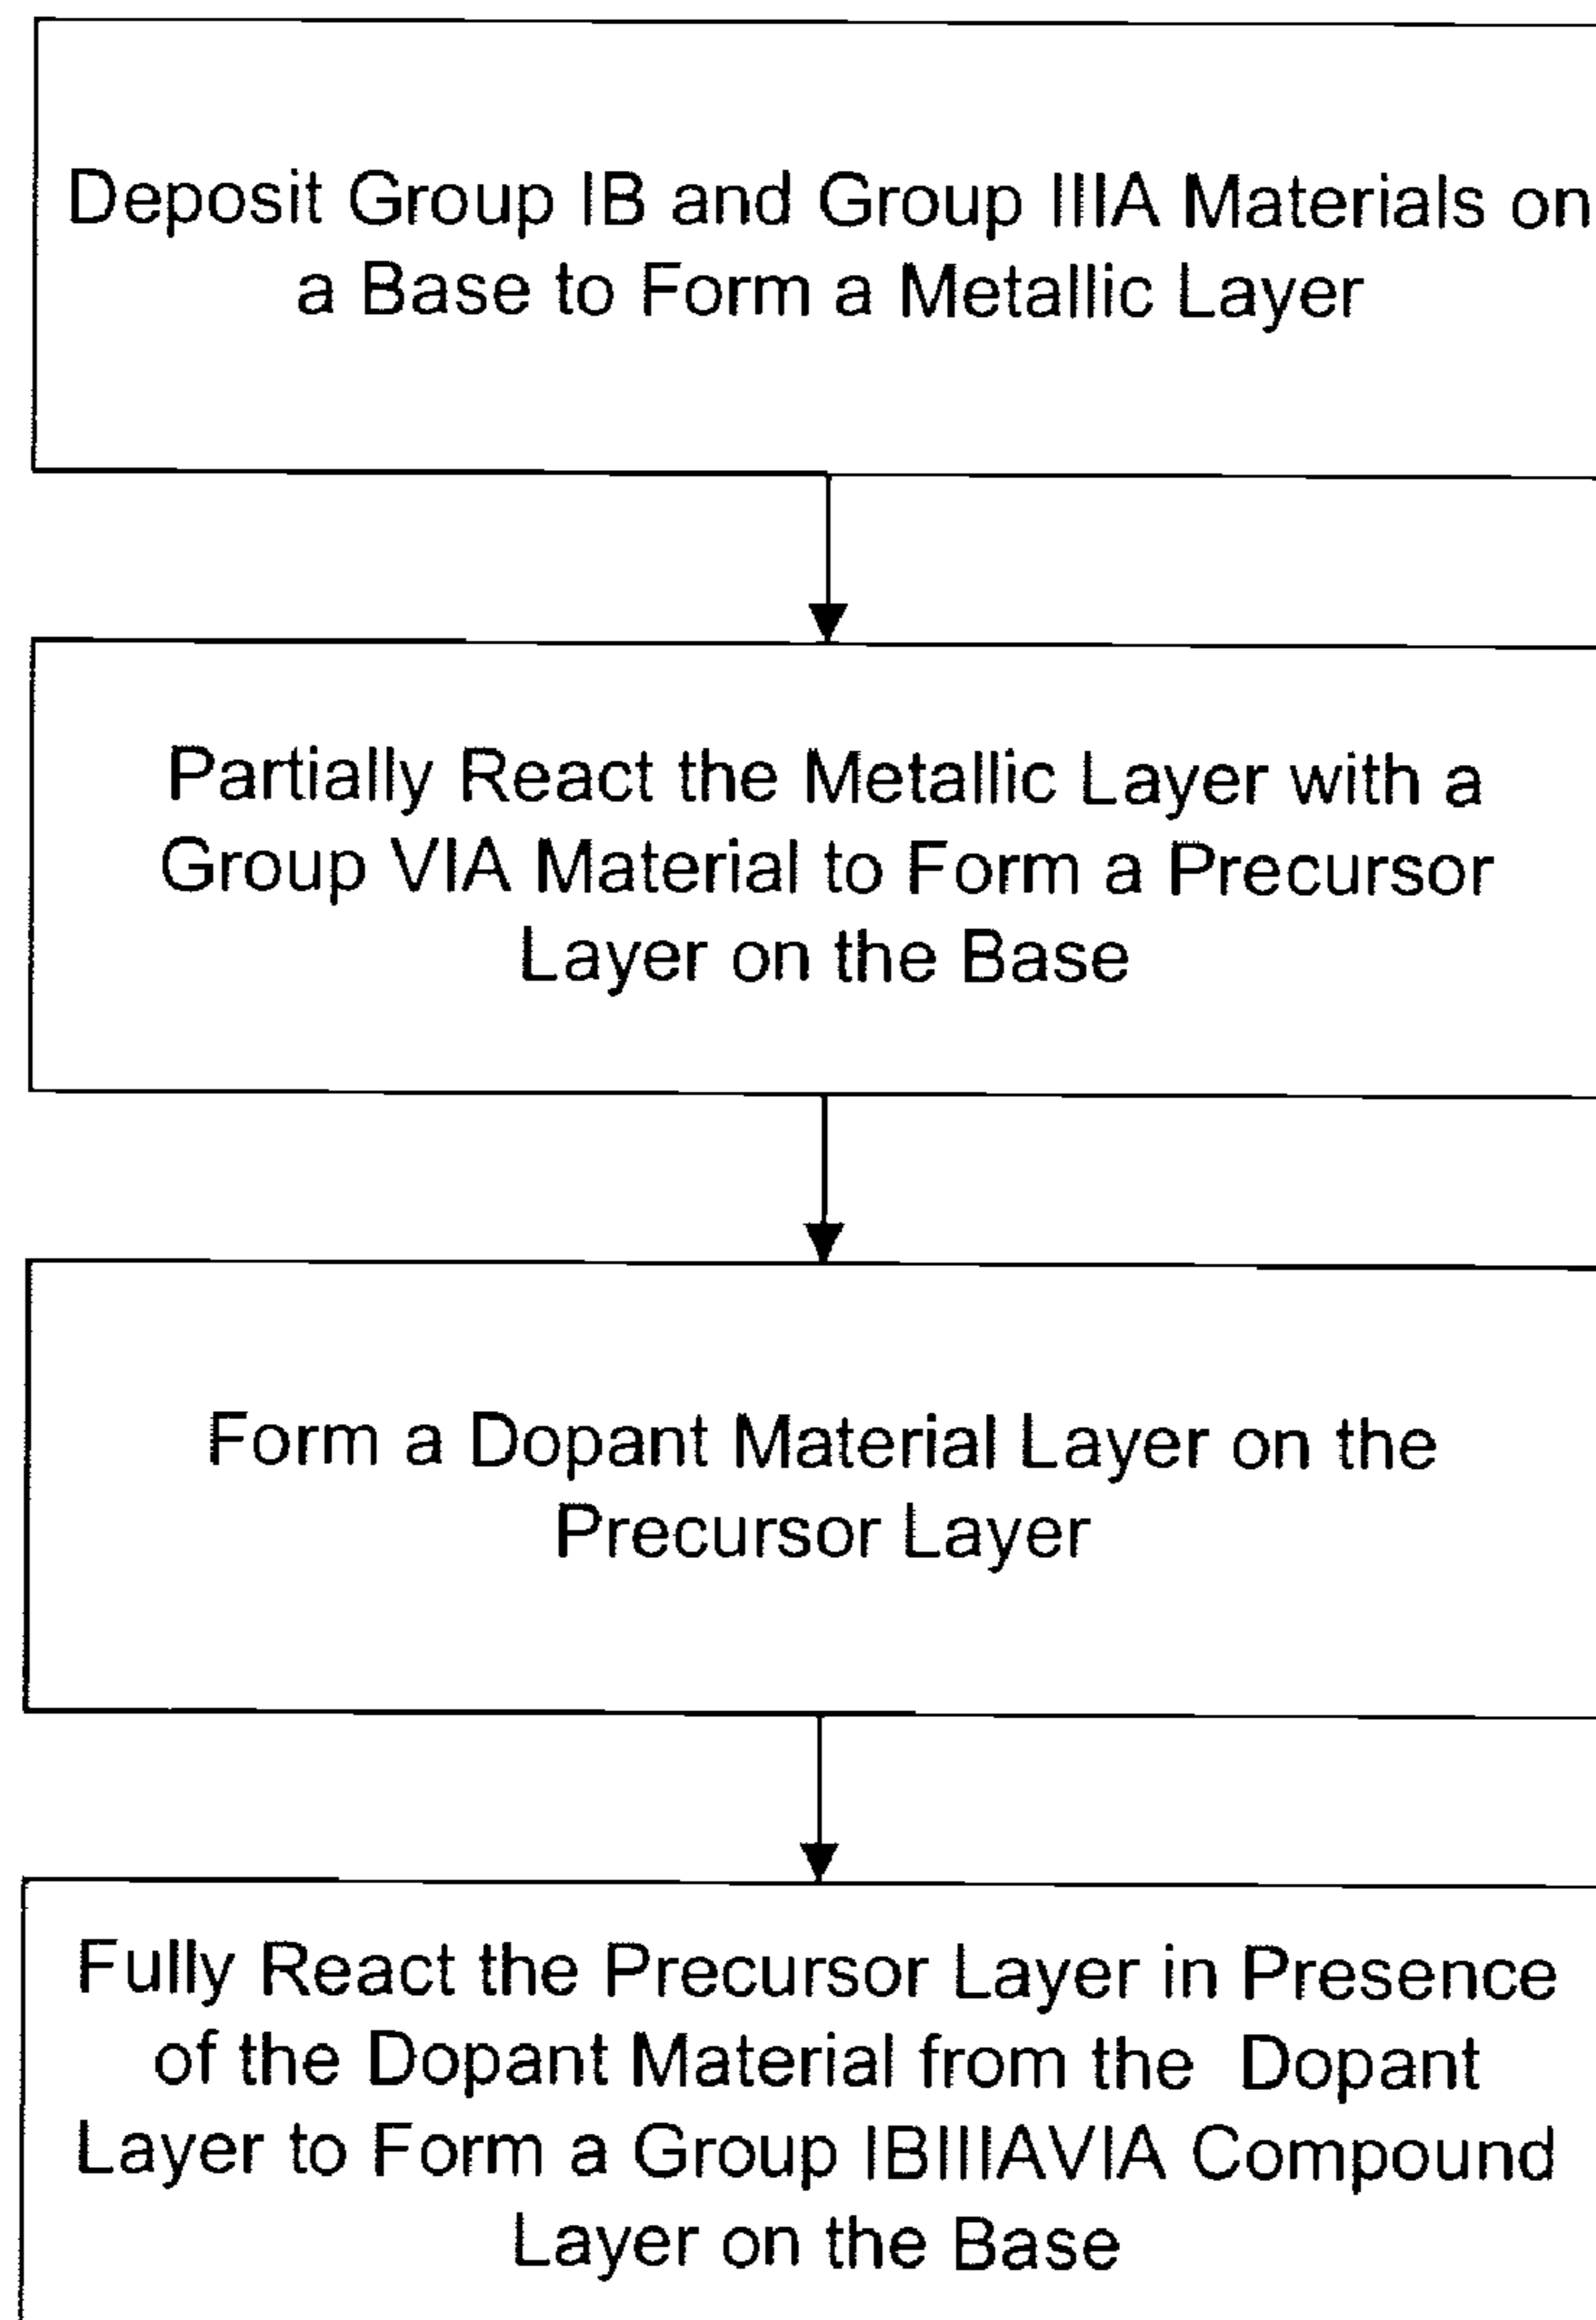 Deposit Group IB and Group IIIA Materials on
a Base to Form a Metallic Layer
Partially React the Metallic Layer with a
Group VIA Material to Form a Precursor
Layer on the Base
Form a Dopant Material Layer on the
Precursor Layer
Fully React the Precursor Layer in Presence
of the Dopant Material from the Dopant
Layer to Form a Group IBIIIAVIA Compound
Layer on the Base